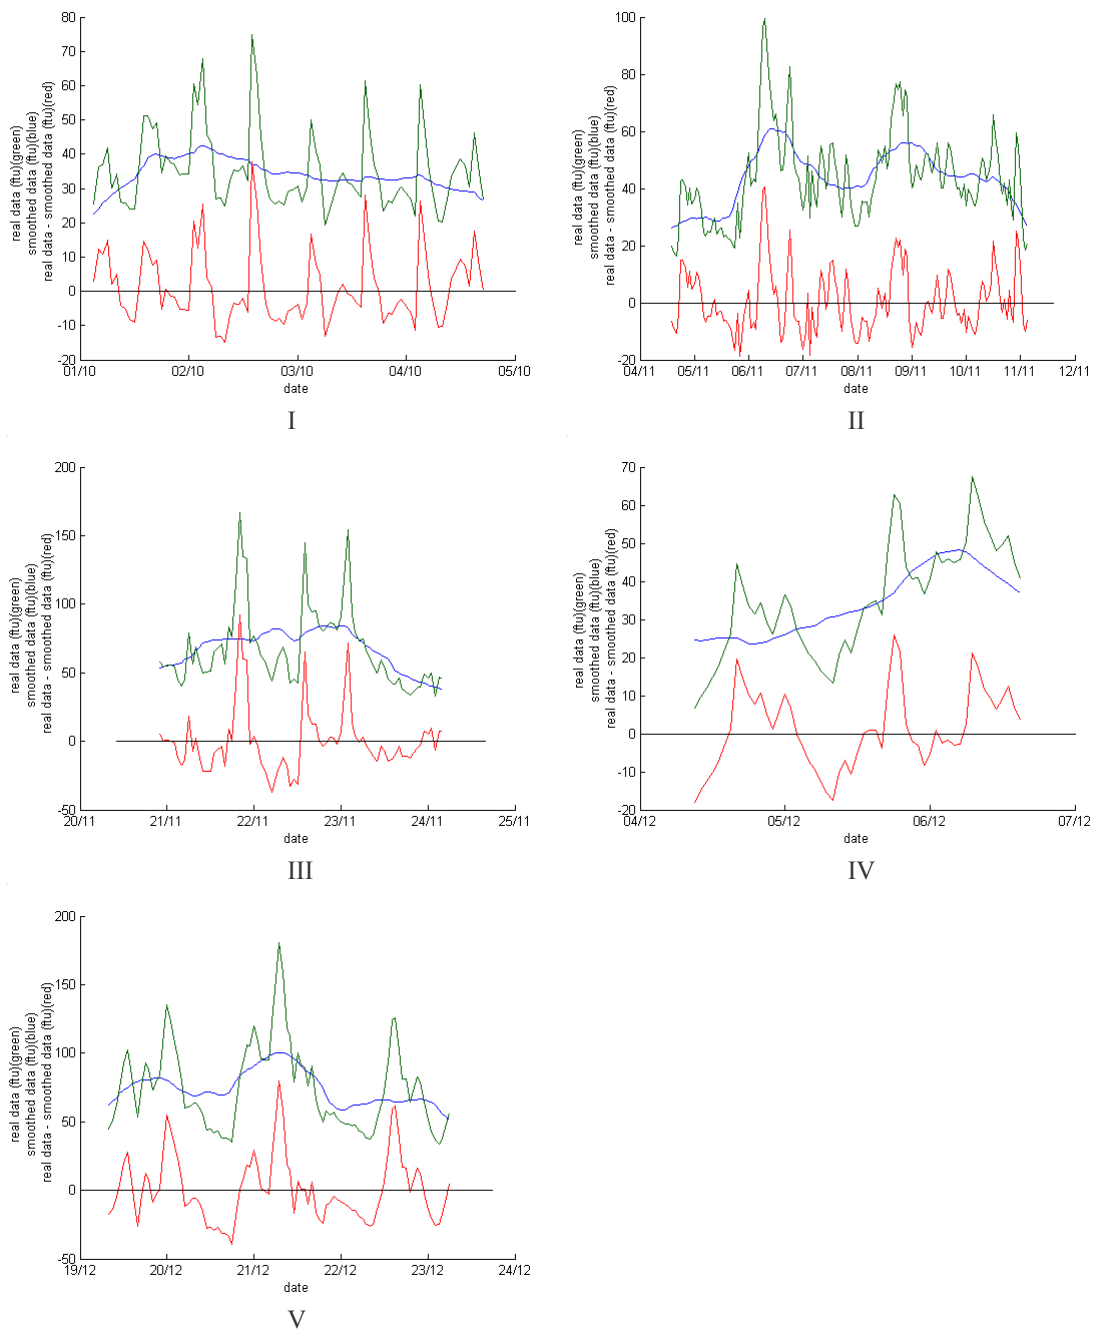 real data (ftu)(green)
smoothed data (ftu)(blue)
real data - smoothed data (ftu)(red)
80
70
60
50
40
30
20
10
0
-10
-20
01/10
02/10
03/10
04/10
05/10
date
I
real data (ftu)(green)
smoothed data (ftu)(blue)
real data - smoothed data (ftu)(red)
100
80
60
40
20
0
-20
04/11
05/11
06/11
07/11
08/11
09/11
10/11
11/11
12/11
date
II
real data (ftu)(green)
smoothed data (ftu)(blue)
real data - smoothed data (ftu)(red)
200
150
100
50
0
-50
20/11
21/11
22/11
23/11
24/11
25/11
date
III
real data (ftu)(green)
smoothed data (ftu)(blue)
real data - smoothed data (ftu)(red)
70
60
50
40
30
20
10
0
-10
-20
04/12
05/12
06/12
07/12
date
IV
real data (ftu)(green)
smoothed data (ftu)(blue)
real data - smoothed data (ftu)(red)
200
150
100
50
0
-50
19/12
20/12
21/12
22/12
23/12
24/12
date
V